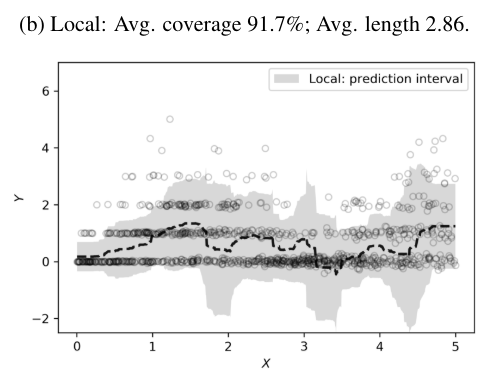 (b) Local: Avg. coverage 91.7%; Avg. length 2.86.
Local: prediction interval
6
4
2
0
−2
Y
0 1 2 3 4 5
X